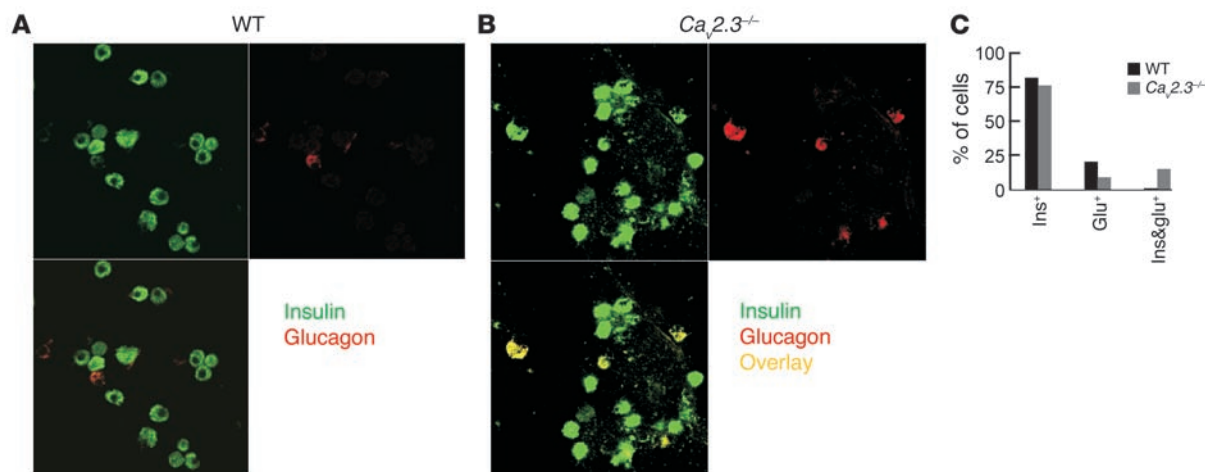 A
WT
Insulin
Glucagon
B
Caᵥ2.3⁻/⁻
Insulin
Glucagon
Overlay
C
100
75
50
25
0
% of cells
WT
Caᵥ2.3⁻/⁻
Ins⁺
Glu⁺
Ins&glu⁺